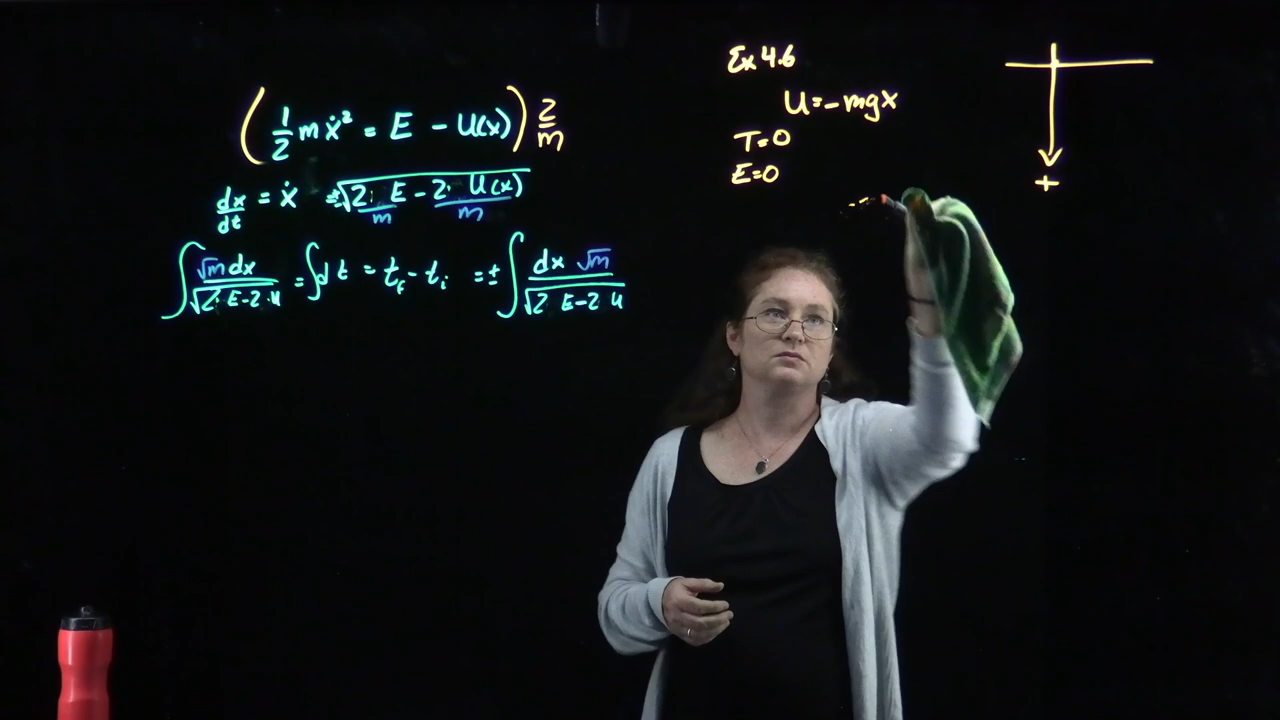 (1/2 mẋ² = E - U(x)) 2/m
dx/dt = ẋ ±√2 E/m - 2 U(x)/m
∫ √m dx / √2 E-2 U = ∫dt = t_f - t_i = ± ∫ dx √m / √2 E-2 U
Ex 4.6
U=-mgx
T=0
E=0
+